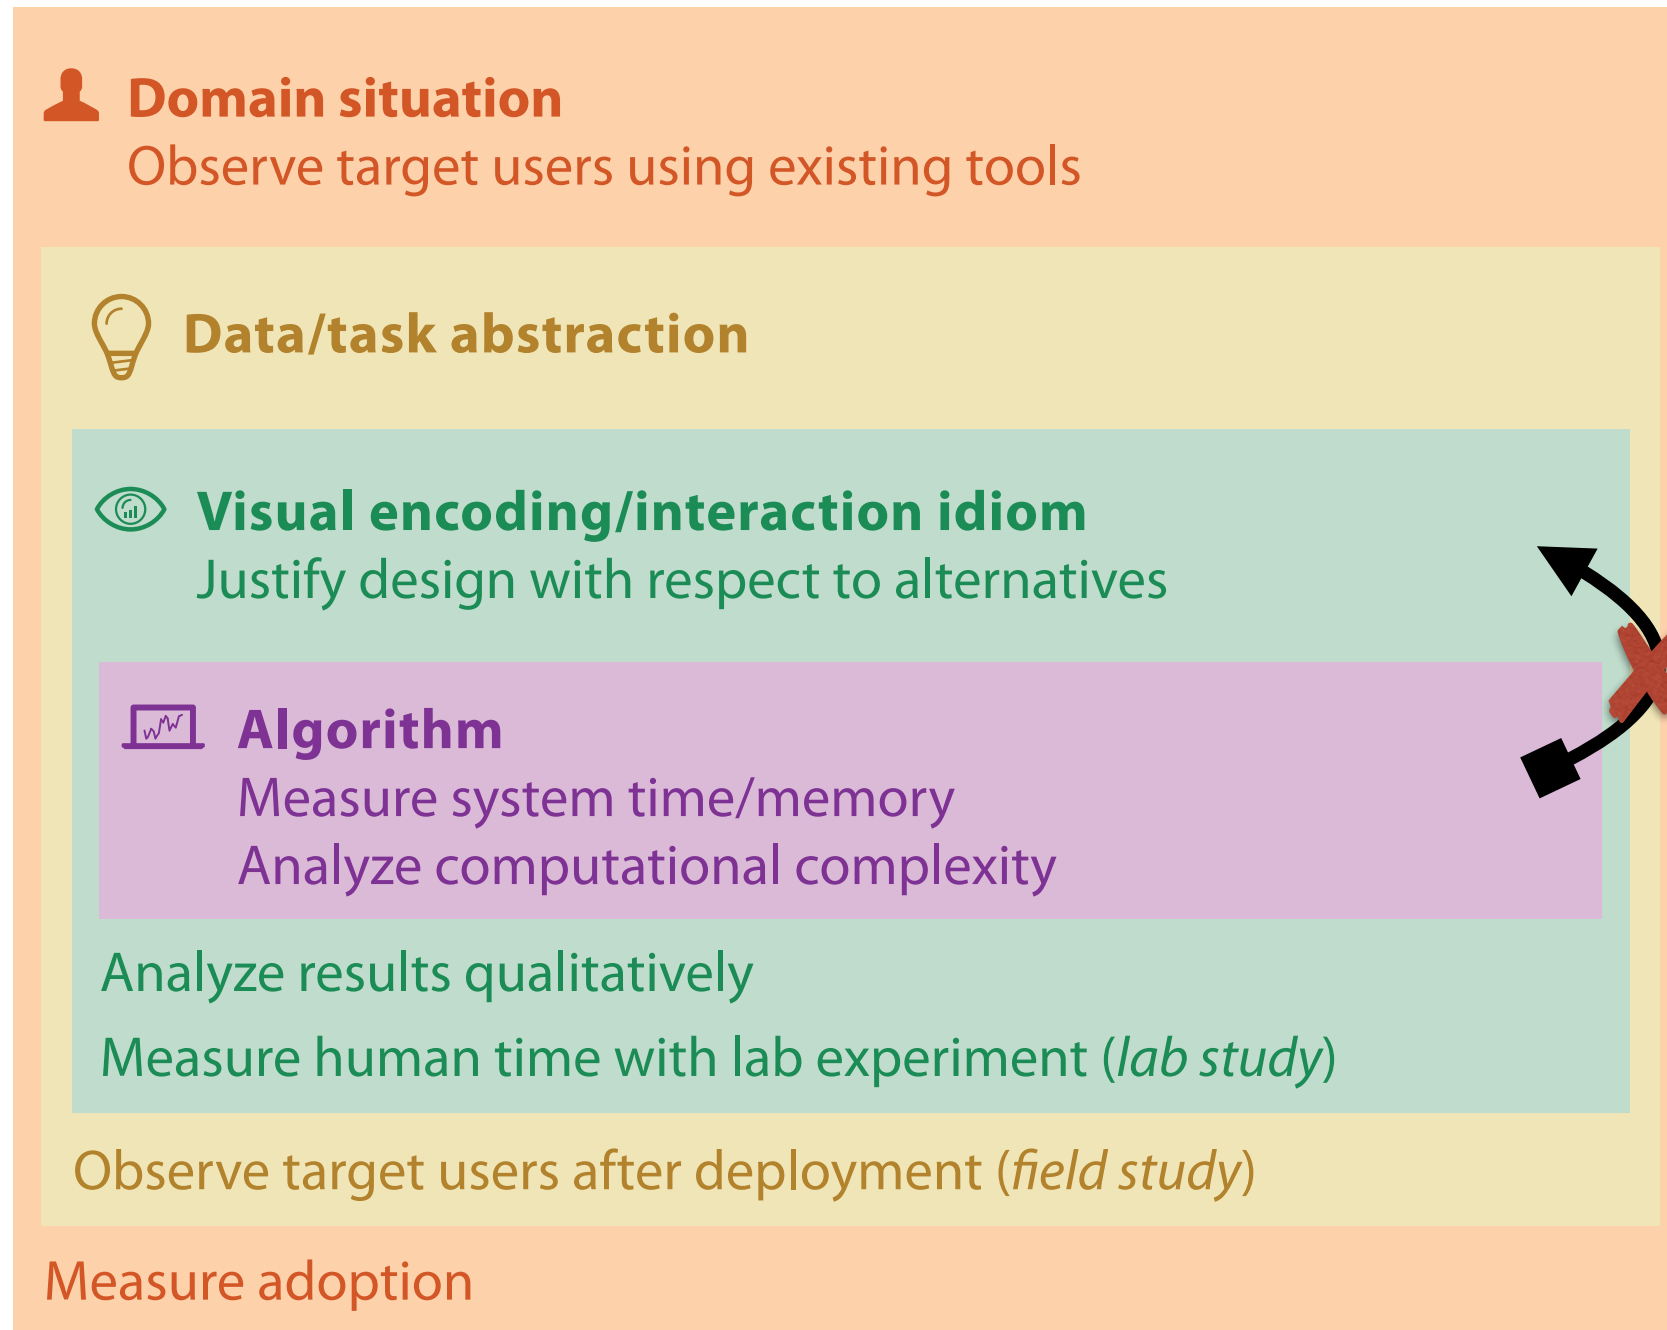 Domain situation
Observe target users using existing tools
Data/task abstraction
Visual encoding/interaction idiom
Justify design with respect to alternatives
Algorithm
Measure system time/memory
Analyze computational complexity
Analyze results qualitatively
Measure human time with lab experiment (lab study)
Observe target users after deployment (field study)
Measure adoption